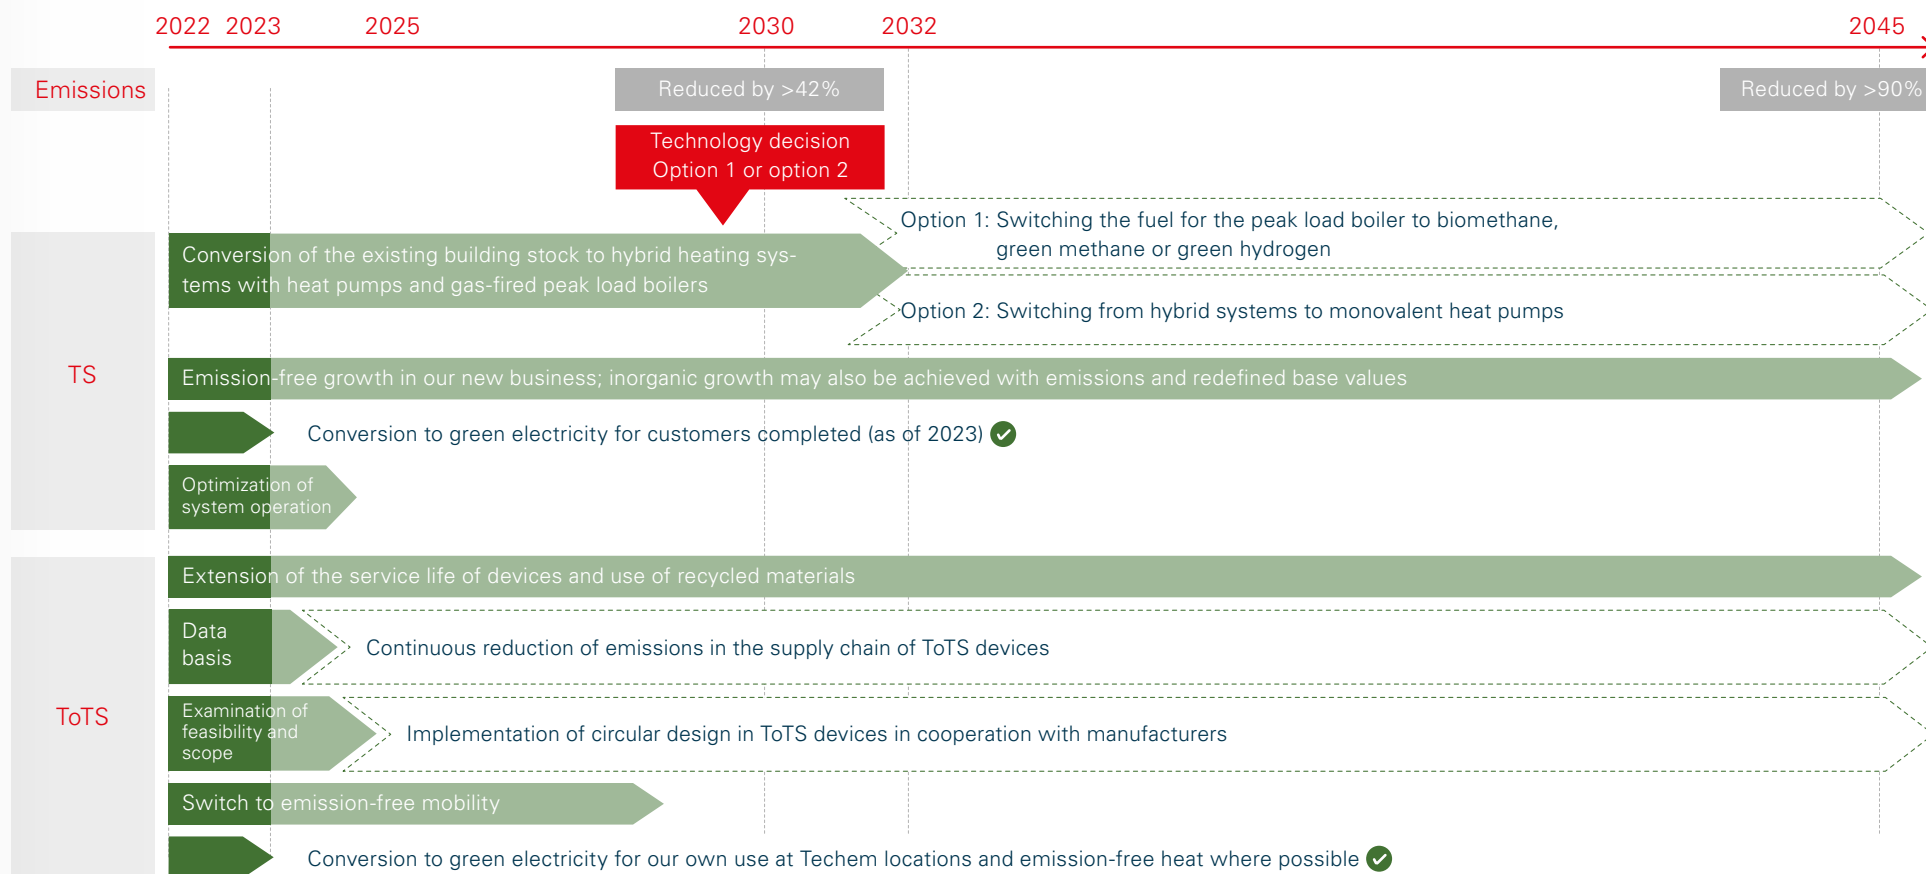 2022 2023 2025 2030 2032 2045
Emissions
Reduced by >42%
Reduced by >90%
Technology decision
Option 1 or option 2
TS
Conversion of the existing building stock to hybrid heating sys-
tems with heat pumps and gas-fired peak load boilers
Option 1: Switching the fuel for the peak load boiler to biomethane,
green methane or green hydrogen
Option 2: Switching from hybrid systems to monovalent heat pumps
Emission-free growth in our new business; inorganic growth may also be achieved with emissions and redefined base values
Conversion to green electricity for customers completed (as of 2023)
Optimization of
system operation
ToTS
Extension of the service life of devices and use of recycled materials
Data
basis
Continuous reduction of emissions in the supply chain of ToTS devices
Examination of
feasibility and
scope
Implementation of circular design in ToTS devices in cooperation with manufacturers
Switch to emission-free mobility
Conversion to green electricity for our own use at Techem locations and emission-free heat where possible